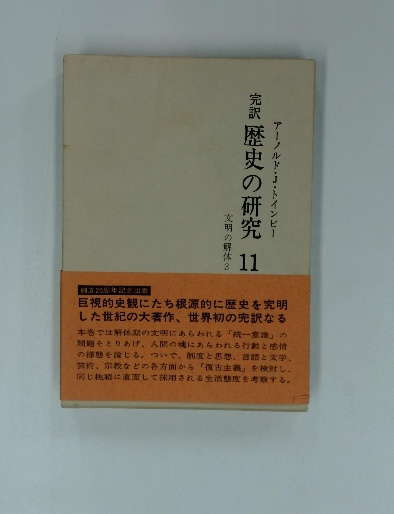 アーノルド・J・トインビー
完訳
歴史の研究 11
文明の解体 3
創立20周年記念出版
巨視的史観にたち根源的に歴史を究明
した世紀の大著作、世界初の完訳なる
本巻では解体期の文明にあらわれる「統一意識」の
問題をとりあげ、人間の魂にあらわれる行動と感情
の様態を論じる。ついで、制度と思想、言語と文学、
芸術、宗教などの各方面から「復古主義」を検討し、
同じ挑戦に直面して採用される生活態度を考察する。